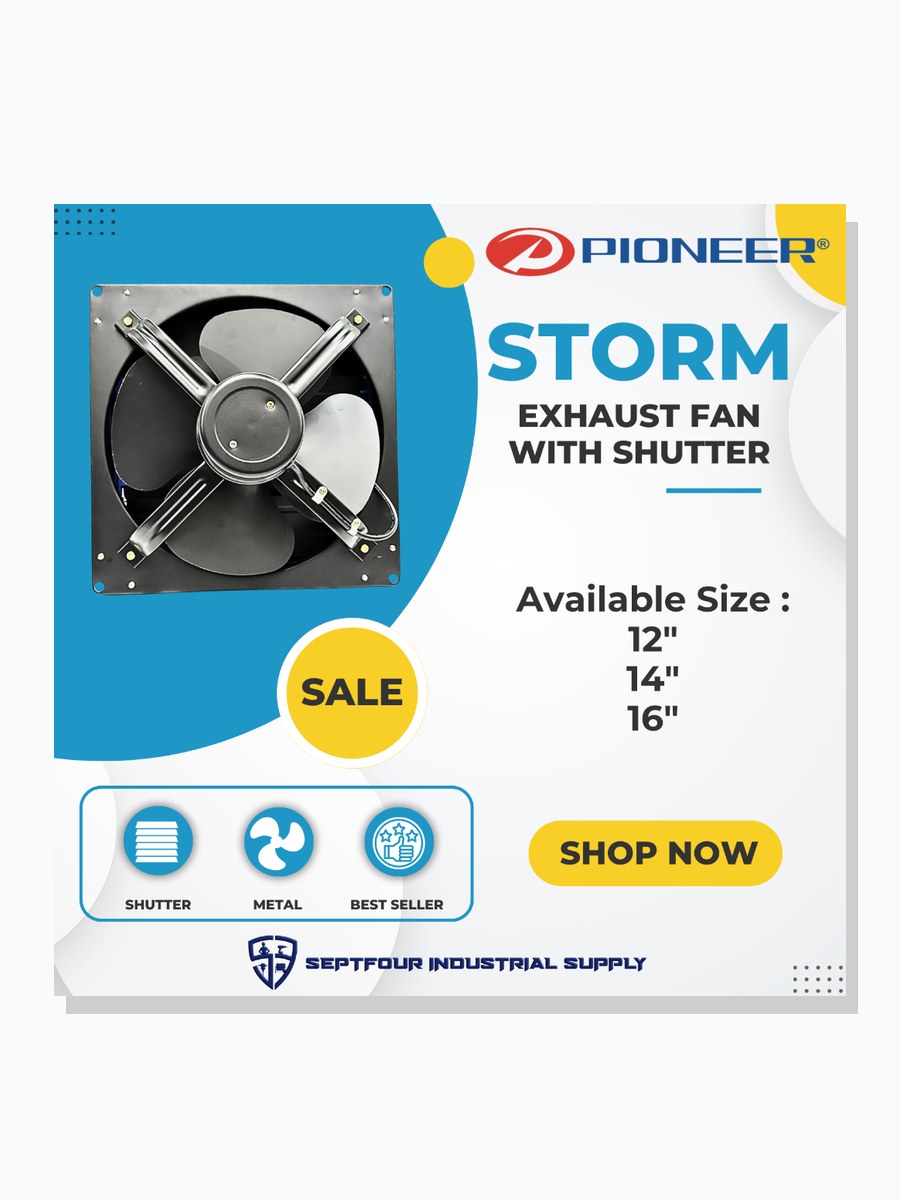 PIONEER®
STORM
EXHAUST FAN
WITH SHUTTER
Available Size :
12"
14"
16"
SALE
SHUTTER
METAL
BEST SELLER
SHOP NOW
SEPTFOUR INDUSTRIAL SUPPLY